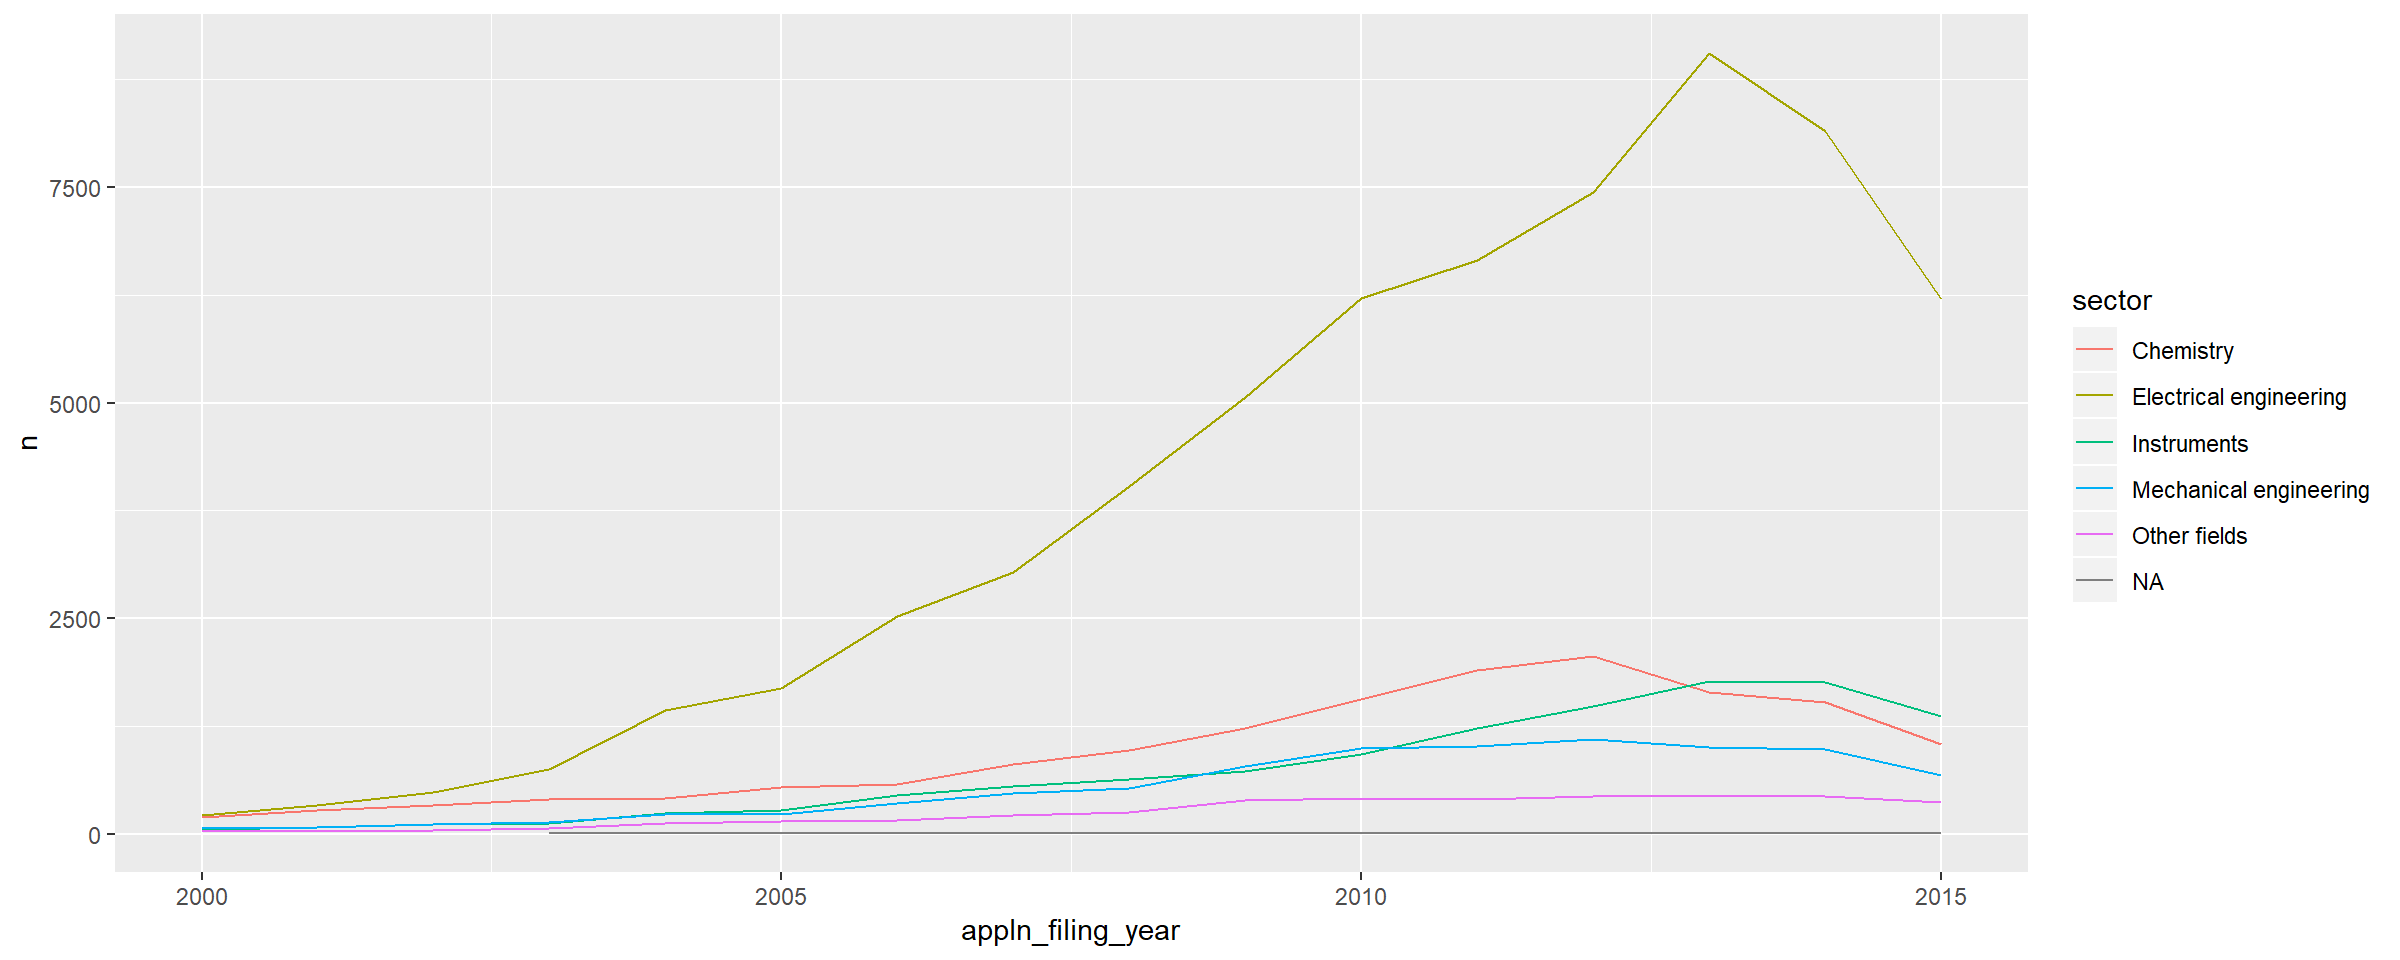 7500
5000
2500
0
n
2000 2005 2010 2015
appln_filing_year
sector
Chemistry
Electrical engineering
Instruments
Mechanical engineering
Other fields
NA